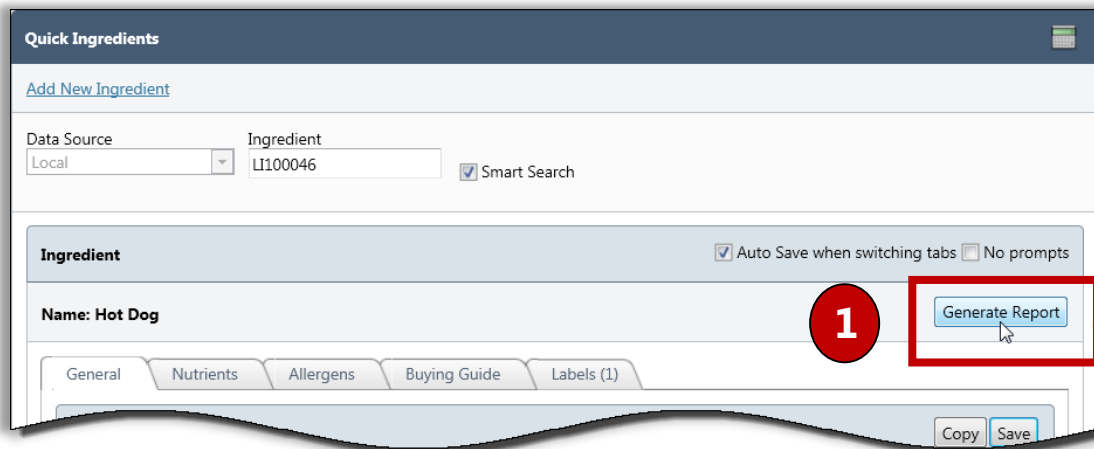 Quick Ingredients
Add New Ingredient
Data Source Ingredient
Local LI100046 Smart Search
Ingredient Auto Save when switching tabs No prompts
Name: Hot Dog 1 Generate Report
General Nutrients Allergens Buying Guide Labels (1)
Copy Save